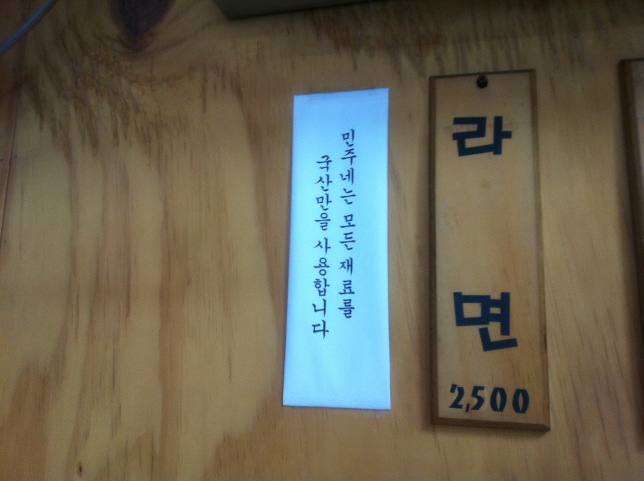 민주네는 모든 재료를
국산만을 사용합니다
라면
2,500